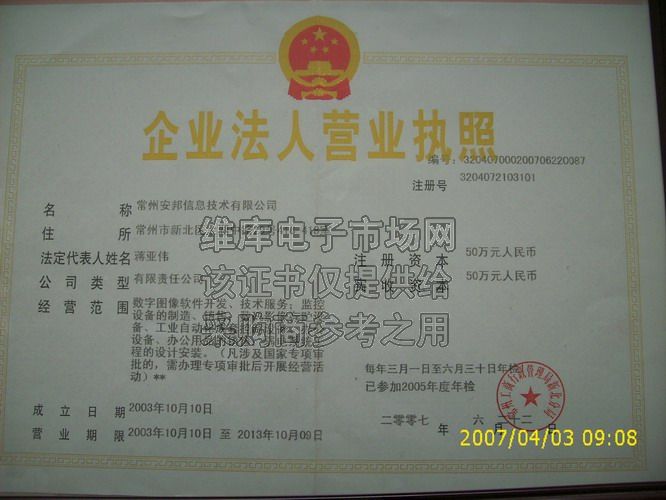 企业法人营业执照
编号:320407000200706220087
注册号 3204072103101
名 称 常州安邦信息技术有限公司
住 所 常州市新北区
法定代表人姓名 蒋亚伟
注册资本 50万元人民币
公司类型 有限责任公司
实收资本 50万元人民币
经营范围 数字图像软件开发、技术服务;监控
设备的制造、
备、工业自动
设备、办公用
程的设计安装。(凡涉及国家专项审
批的,需办理专项审批后开展经营活
动)**
维库电子市场网
该证书仅提供给
采购商参考之用
每年三月一日至六月三十日年检
已参加2005年度年检
成立日期 2003年10月10日
营业期限 2003年10月10日 至 2013年10月09日
二零零七 年 六 月 日
2007/04/03 09:08